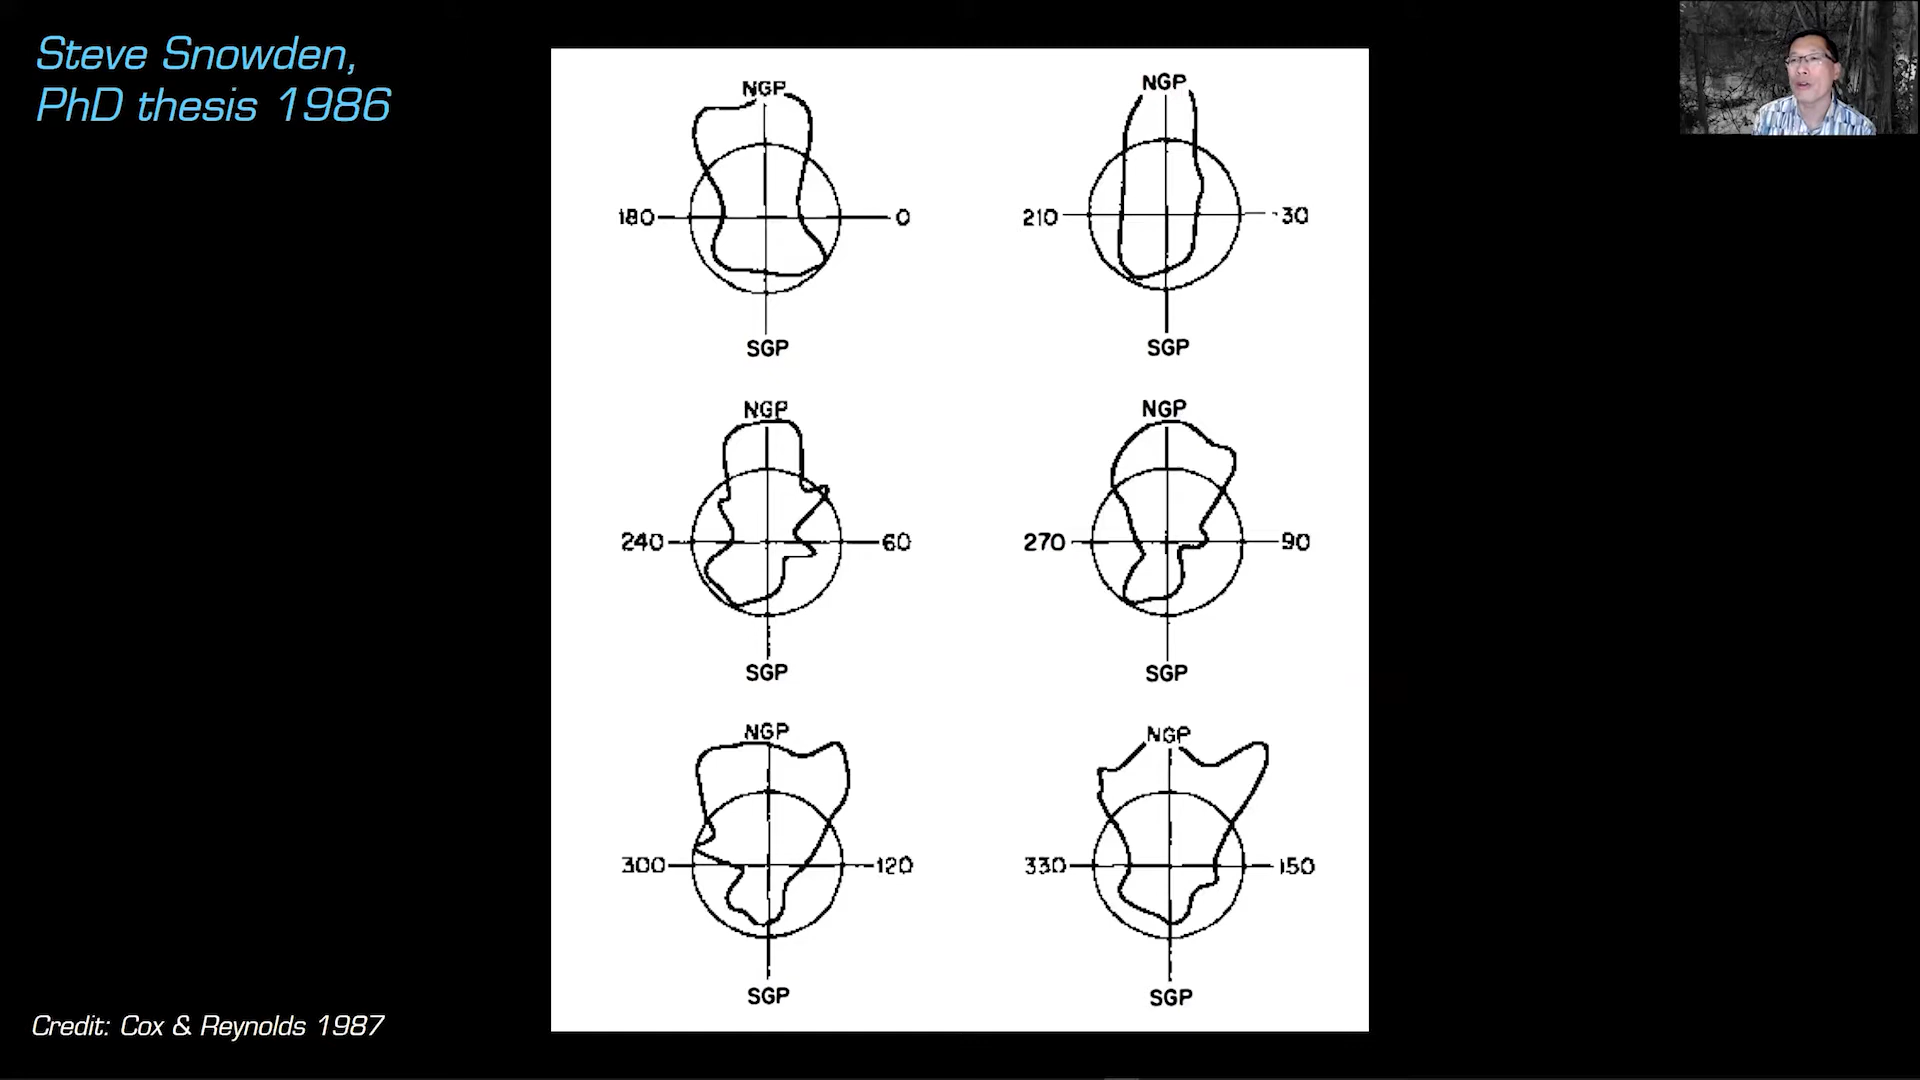 Steve Snowden,
PhD thesis 1986
NGP
180
0
SGP
NGP
210
30
SGP
NGP
240
60
SGP
NGP
270
90
SGP
NGP
300
120
SGP
NGP
330
150
SGP
Credit: Cox & Reynolds 1987